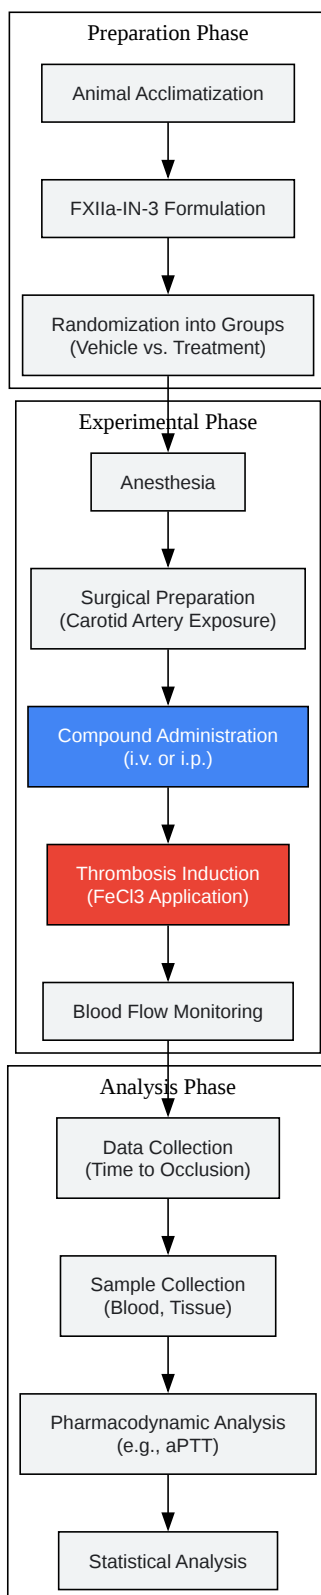 Preparation Phase
Animal Acclimatization
FXIIa-IN-3 Formulation
Randomization into Groups
(Vehicle vs. Treatment)
Experimental Phase
Anesthesia
Surgical Preparation
(Carotid Artery Exposure)
Compound Administration
(i.v. or i.p.)
Thrombosis Induction
(FeCl3 Application)
Blood Flow Monitoring
Analysis Phase
Data Collection
(Time to Occlusion)
Sample Collection
(Blood, Tissue)
Pharmacodynamic Analysis
(e.g., aPTT)
Statistical Analysis